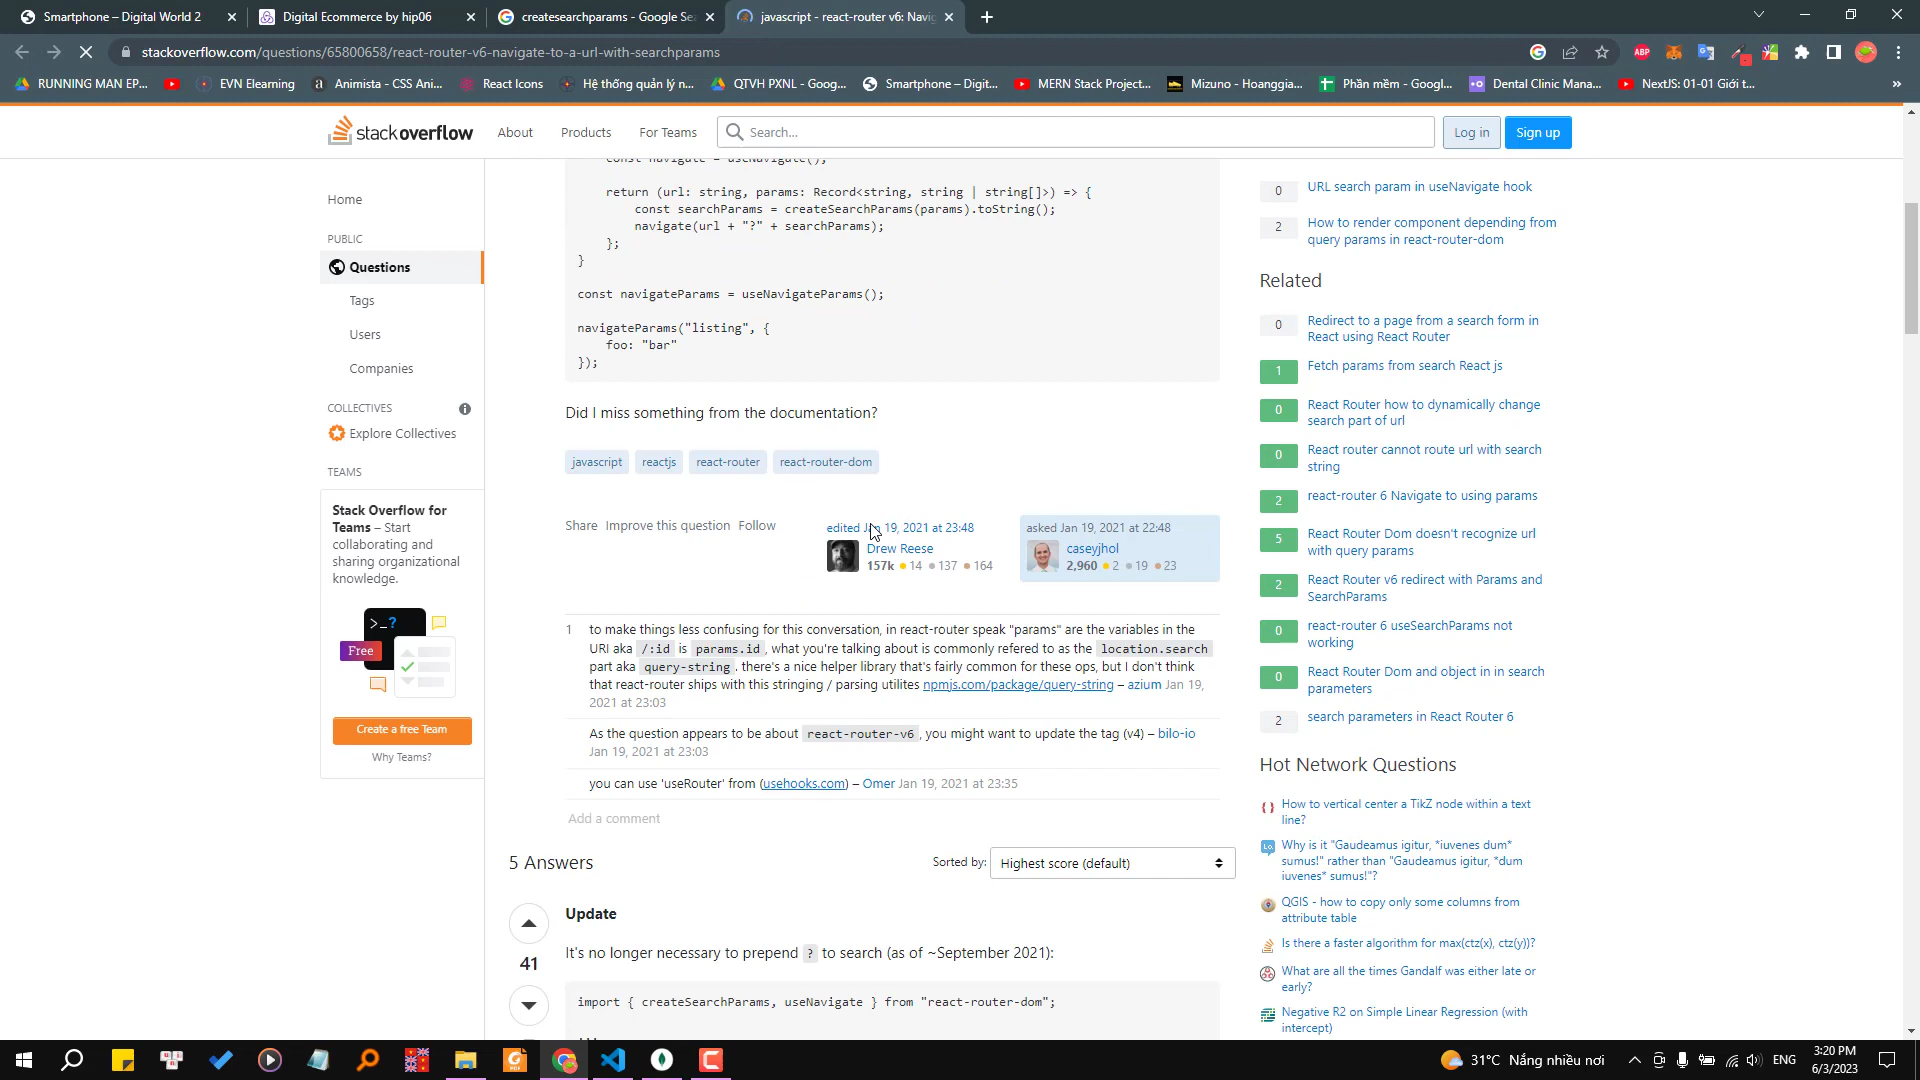 Smartphone – Digital World 2
Digital Ecommerce by hip06
createsearchparams - Google Se
javascript - react-router v6: Navig
stackoverflow.com/questions/65800658/react-router-v6-navigate-to-a-url-with-searchparams
RUNNING MAN EP...
EVN Elearning
Animista - CSS Ani...
React Icons
Hệ thống quản lý n...
QTVH PXNL - Goog...
Smartphone – Digit...
MERN Stack Project...
Mizuno - Hoanggia...
Phần mềm - Googl...
Dental Clinic Mana...
NextJS: 01-01 Giới t...
stackoverflow
About
Products
For Teams
Search...
Log in
Sign up
Home
PUBLIC
Questions
Tags
Users
Companies
COLLECTIVES
Explore Collectives
TEAMS
Stack Overflow for
Teams – Start
collaborating and
sharing organizational
knowledge.
>_?
Free
Create a free Team
Why Teams?
const navigate = useNavigate();
return (url: string, params: Record<string, string | string[]>) => {
const searchParams = createSearchParams(params).toString();
navigate(url + "?" + searchParams);
};
}
const navigateParams = useNavigateParams();
navigateParams("listing", {
foo: "bar"
});
Did I miss something from the documentation?
javascript
reactjs
react-router
react-router-dom
Share Improve this question Follow
edited Jan 19, 2021 at 23:48
Drew Reese
157k 14 137 164
asked Jan 19, 2021 at 22:48
caseyjhol
2,960 2 19 23
1 to make things less confusing for this conversation, in react-router speak "params" are the variables in the
URI aka /:id is params.id, what you're talking about is commonly refered to as the location.search
part aka query-string. there's a nice helper library that's fairly common for these ops, but I don't think
that react-router ships with this stringing / parsing utilites npmjs.com/package/query-string – azium Jan 19,
2021 at 23:03
As the question appears to be about react-router-v6, you might want to update the tag (v4) – bilo-io
Jan 19, 2021 at 23:03
you can use 'useRouter' from (usehooks.com) – Omer Jan 19, 2021 at 23:35
Add a comment
5 Answers
Sorted by:
Highest score (default)
41
Update
It's no longer necessary to prepend ? to search (as of ~September 2021):
import { createSearchParams, useNavigate } from "react-router-dom";
0 URL search param in useNavigate hook
2 How to render component depending from
query params in react-router-dom
Related
0 Redirect to a page from a search form in
React using React Router
1 Fetch params from search React js
0 React Router how to dynamically change
search part of url
0 React router cannot route url with search
string
2 react-router 6 Navigate to using params
5 React Router Dom doesn't recognize url
with query params
2 React Router v6 redirect with Params and
SearchParams
0 react-router 6 useSearchParams not
working
0 React Router Dom and object in in search
parameters
2 search parameters in React Router 6
Hot Network Questions
How to vertical center a TikZ node within a text
line?
Why is it "Gaudeamus igitur, *iuvenes dum*
sumus!" rather than "Gaudeamus igitur, *dum
iuvenes* sumus!"?
QGIS - how to copy only some columns from
attribute table
Is there a faster algorithm for max(ctz(x), ctz(y))?
What are all the times Gandalf was either late or
early?
Negative R2 on Simple Linear Regression (with
intercept)
31°C Nắng nhiều nơi
ENG
3:20 PM
6/3/2023